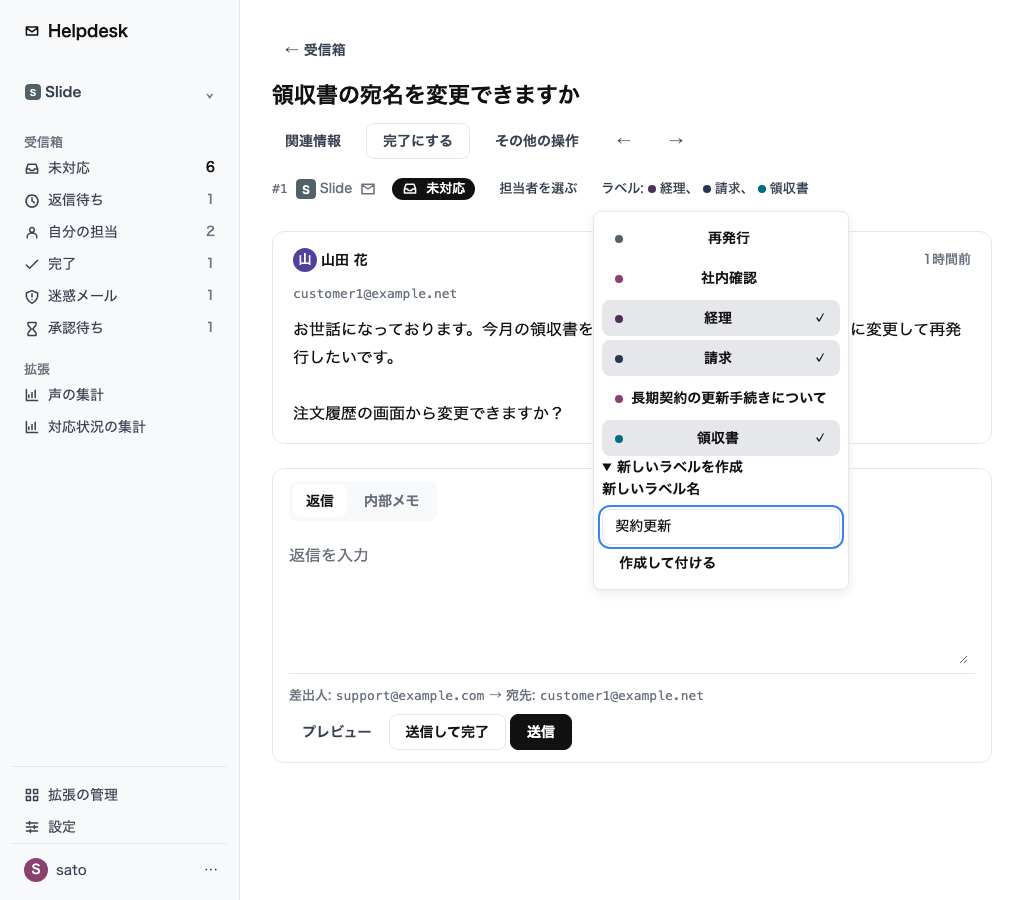 Helpdesk
S Slide
受信箱
未対応 6
返信待ち 1
自分の担当 2
完了 1
迷惑メール 1
承認待ち 1
拡張
声の集計
対応状況の集計
拡張の管理
設定
S sato ···
← 受信箱
領収書の宛名を変更できますか
関連情報 完了にする その他の操作 ← →
#1 S Slide 未対応 担当者を選ぶ ラベル: 経理、 請求、 領収書
山 山田 花 1時間前
customer1@example.net
お世話になっております。今月の領収書を に変更して再発
行したいです。
注文履歴の画面から変更できますか？
再発行
社内確認
経理 ✓
請求 ✓
長期契約の更新手続きについて
領収書 ✓
▼ 新しいラベルを作成
新しいラベル名
契約更新
作成して付ける
返信 内部メモ
返信を入力
差出人: support@example.com → 宛先: customer1@example.net
プレビュー 送信して完了 送信